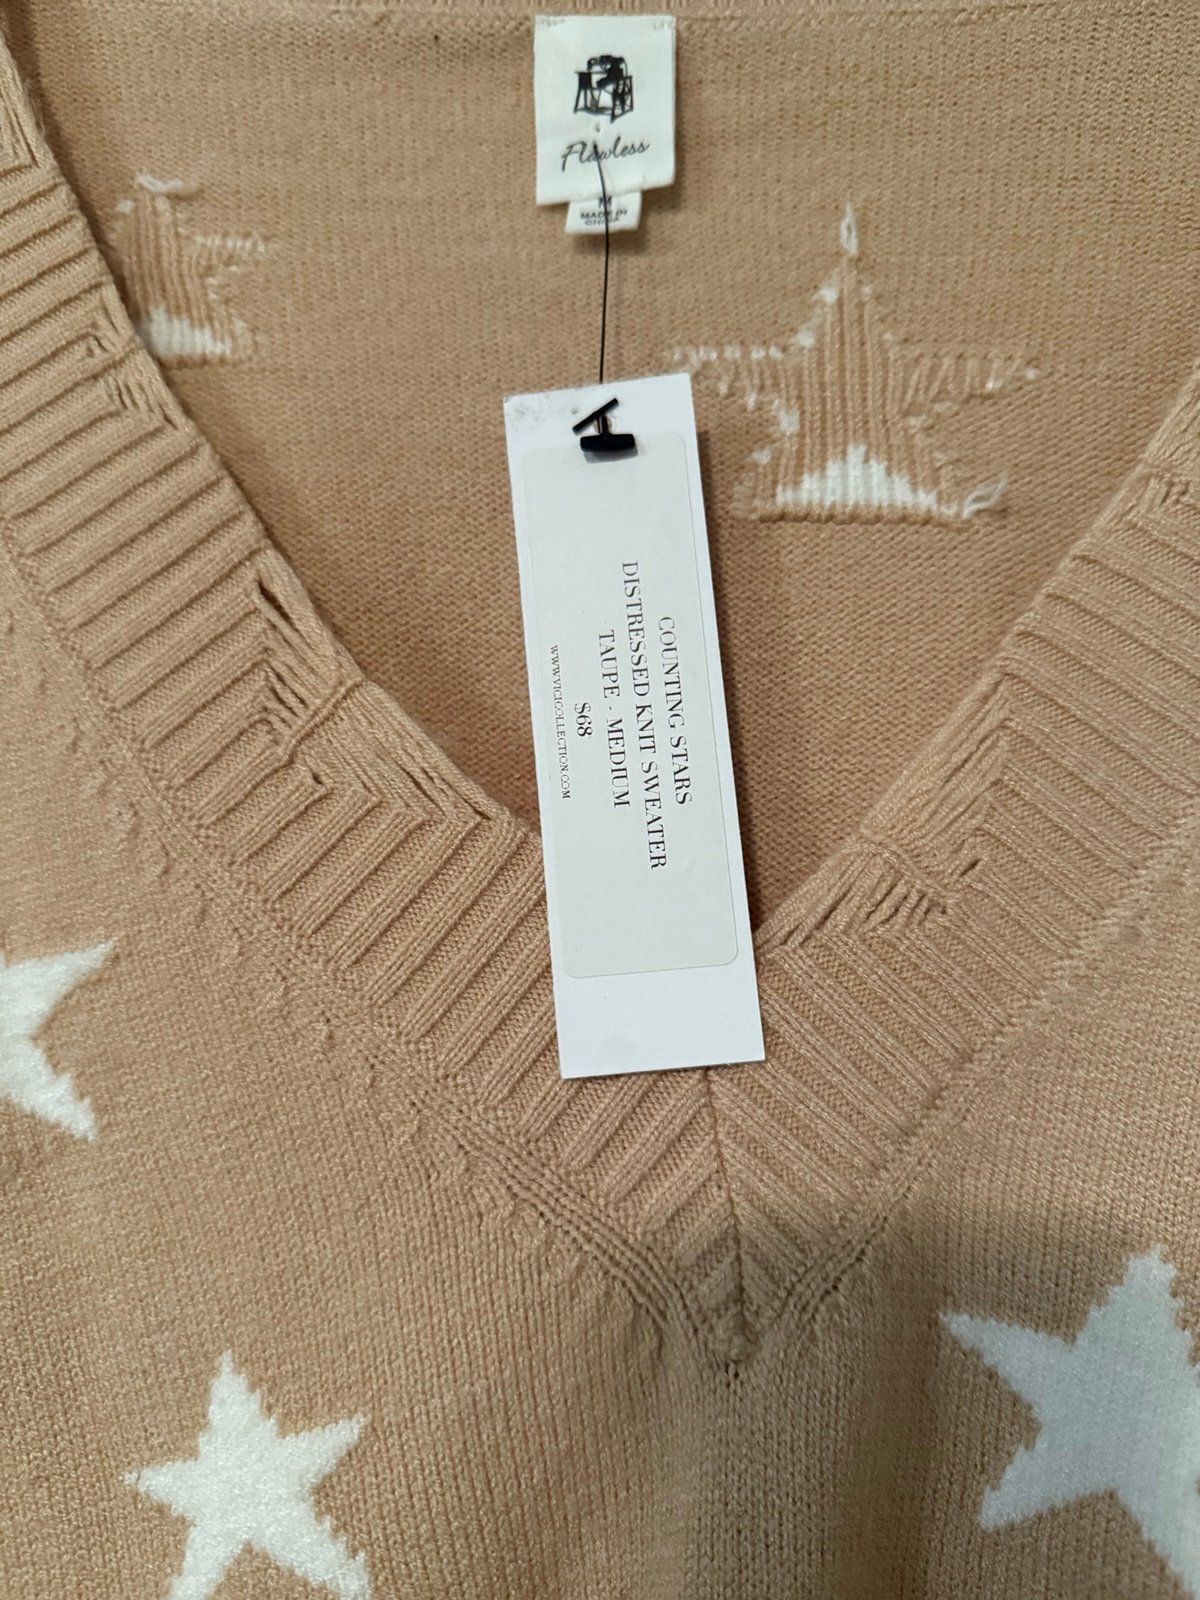 Flawless
M
MADE IN
CHINA
COUNTING STARS
DISTRESSED KNIT SWEATER
TAUPE - MEDIUM
$68
WWW.VICICOLLECTION.COM